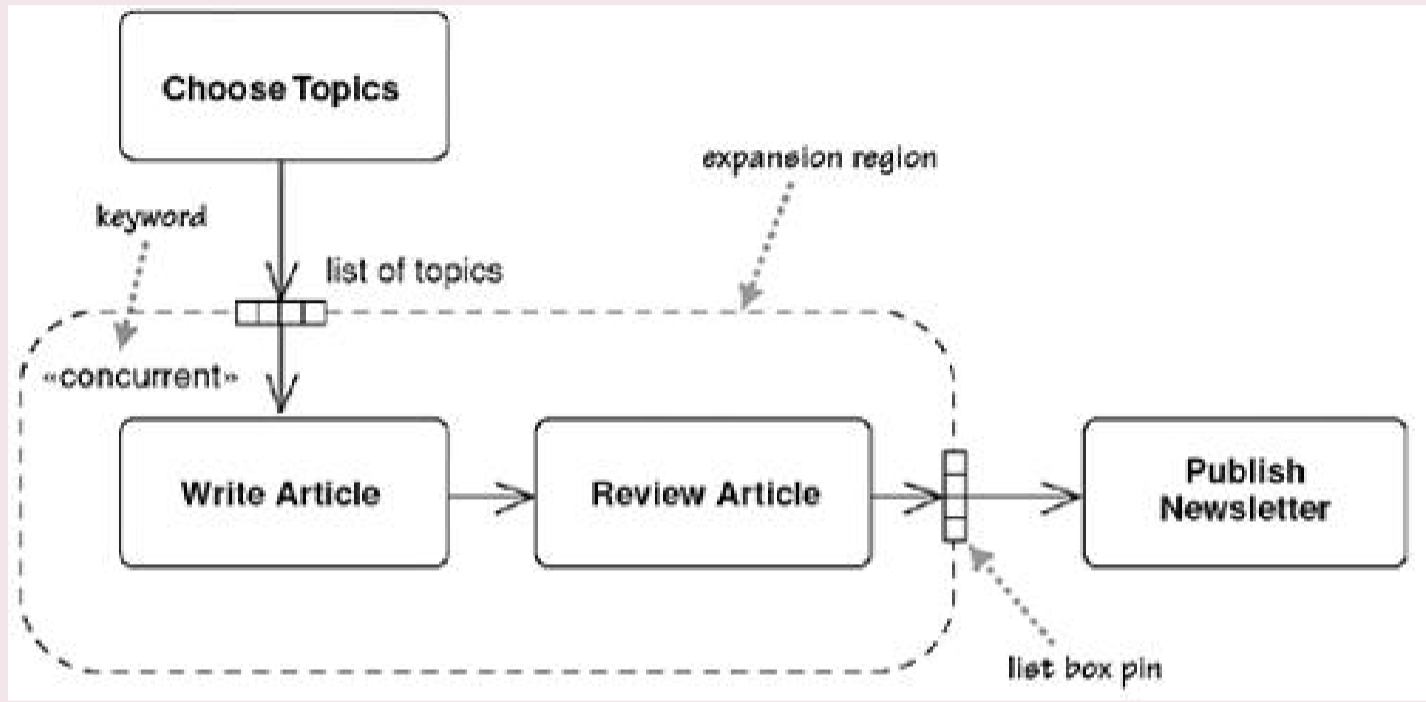 Choose Topics
expansion region
keyword
list of topics
«concurrent»
Write Article
Review Article
Publish
Newsletter
list box pin